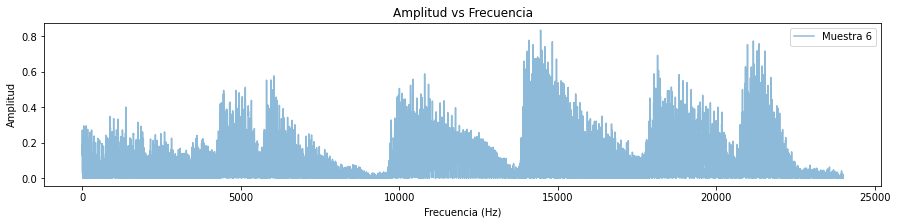 Amplitud vs Frecuencia
Muestra 6
Amplitud
0.8
0.6
0.4
0.2
0.0
0
5000
10000
15000
20000
25000
Frecuencia (Hz)